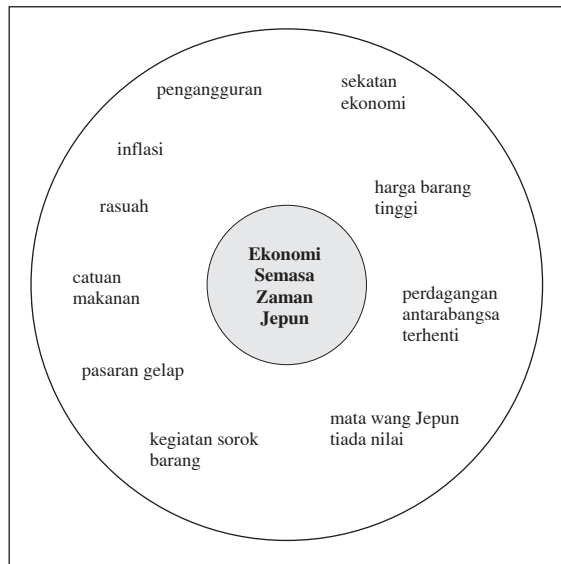 pengangguran
sekatan
ekonomi
inflasi
harga barang
tinggi
rasuah
Ekonomi
Semasa
Zaman
Jepun
catuan
makanan
perdagangan
antarabangsa
terhenti
pasaran gelap
mata wang Jepun
tiada nilai
kegiatan sorok
barang